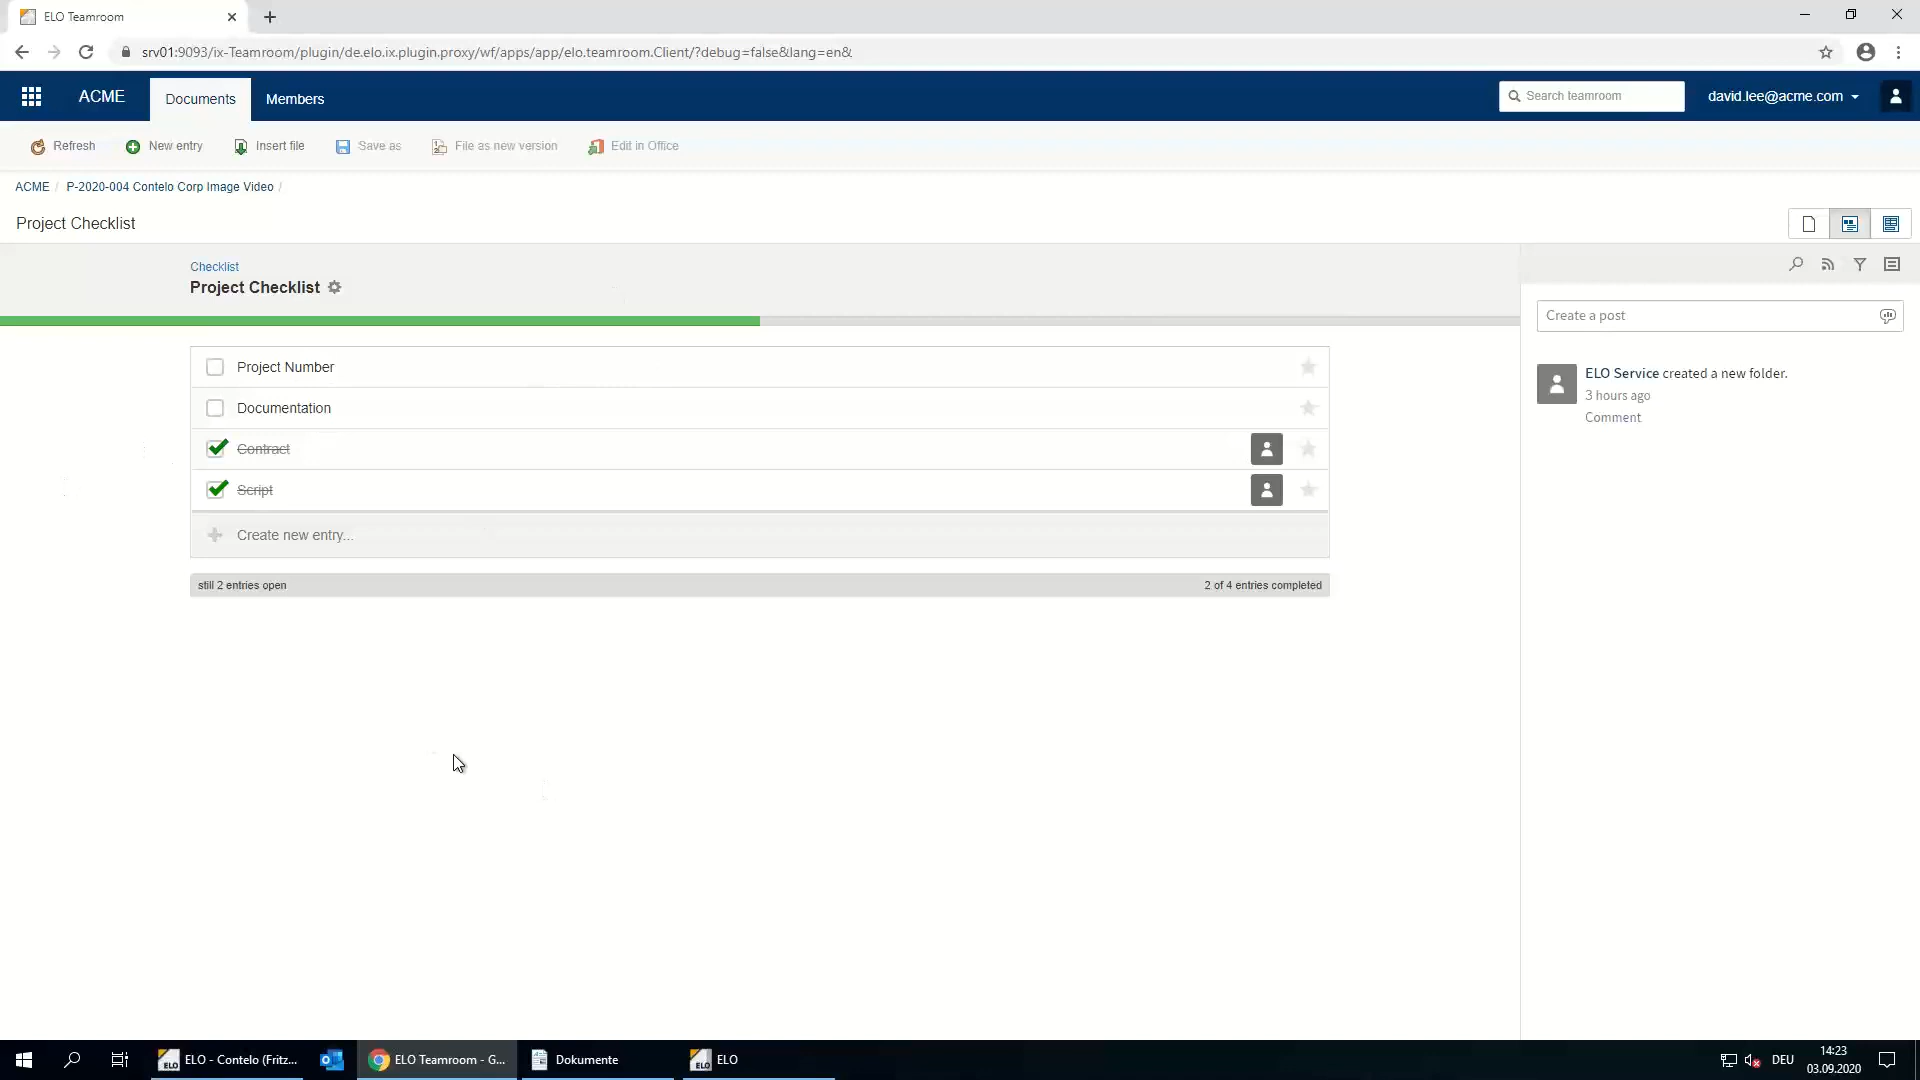 ELO Teamroom
srv01:9093/ix-Teamroom/plugin/de.elo.ix.plugin.proxy/wf/apps/app/elo.teamroom.Client/?debug=false&lang=en&
ACME
Documents
Members
Search teamroom
david.lee@acme.com
Refresh
New entry
Insert file
Save as
File as new version
Edit in Office
ACME / P-2020-004 Contelo Corp Image Video /
Project Checklist
Checklist
Project Checklist
Create a post
Project Number
Documentation
Contract
Script
Create new entry...
still 2 entries open
2 of 4 entries completed
ELO Service created a new folder.
3 hours ago
Comment
ELO - Contelo (Fritz...
ELO Teamroom - G...
Dokumente
ELO
DEU
14:23
03.09.2020